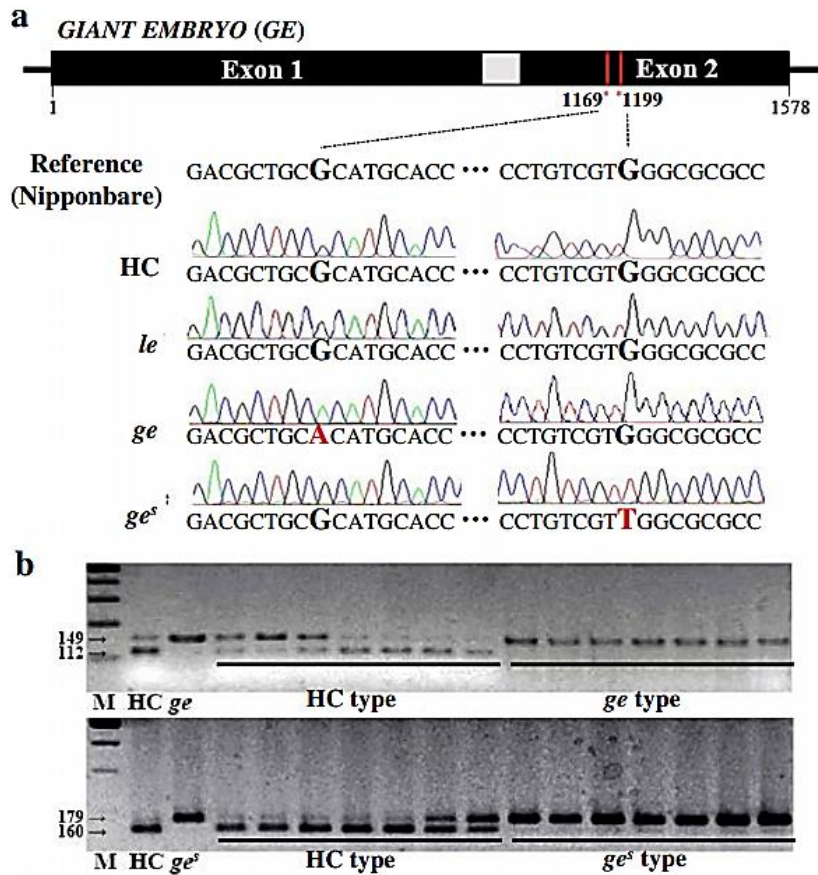 a
GIANT EMBRYO (GE)
Exon 1 Exon 2
1 1169 * * 1199 1578
Reference
(Nipponbare)
GACGCTGCGCATGCACC ··· CCTGTCGTGGGCGCGCC
HC
GACGCTGCGCATGCACC ··· CCTGTCGTGGGCGCGCC
le
GACGCTGCGCATGCACC ··· CCTGTCGTGGGCGCGCC
ge
GACGCTGCACATGCACC ··· CCTGTCGTGGGCGCGCC
geˢ
GACGCTGCGCATGCACC ··· CCTGTCGTTGGCGCGCC
b
149→
112→
M HC ge HC type ge type
179→
160→
M HC geˢ HC type geˢ type